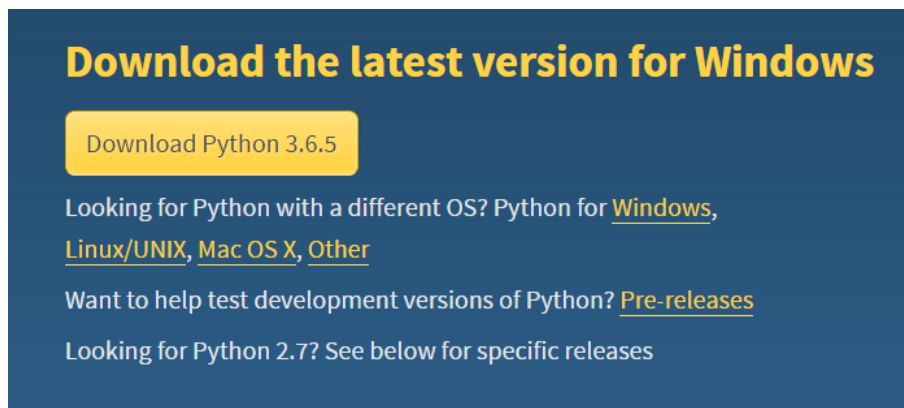 Download the latest version for Windows
Download Python 3.6.5
Looking for Python with a different OS? Python for Windows,
Linux/UNIX, Mac OS X, Other
Want to help test development versions of Python? Pre-releases
Looking for Python 2.7? See below for specific releases